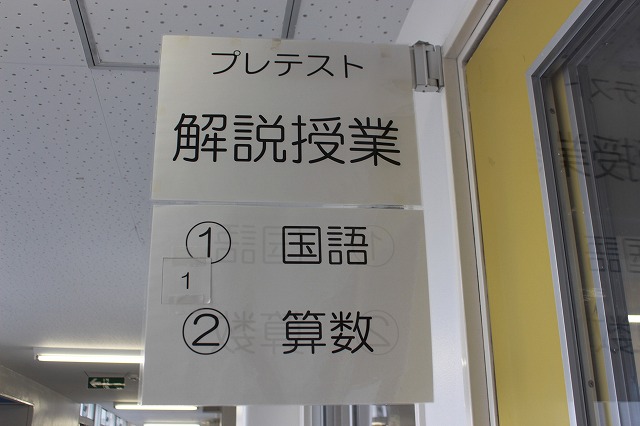 プレテスト
解説授業
① 国語
1
② 算数